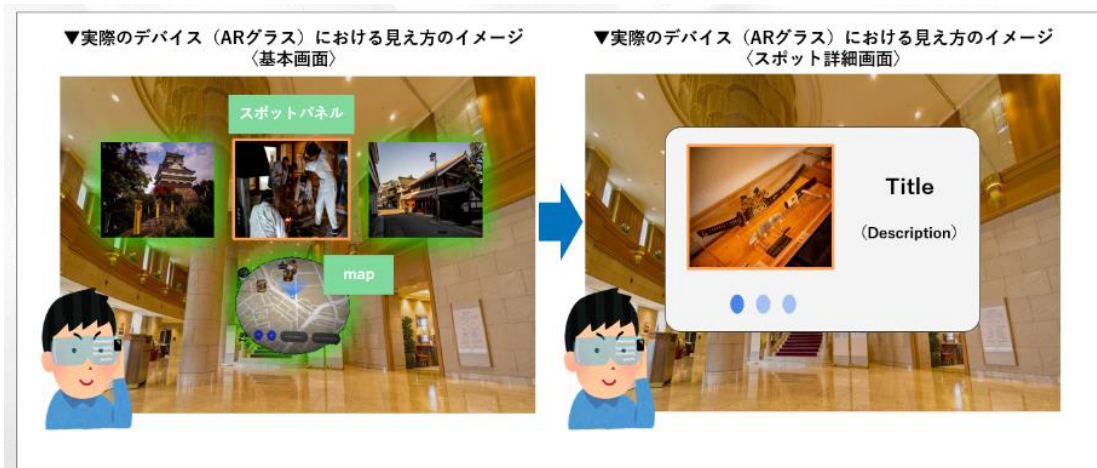 ▼実際のデバイス（ARグラス）における見え方のイメージ
〈基本画面〉
スポットパネル
map
▼実際のデバイス（ARグラス）における見え方のイメージ
〈スポット詳細画面〉
Title
（Description）